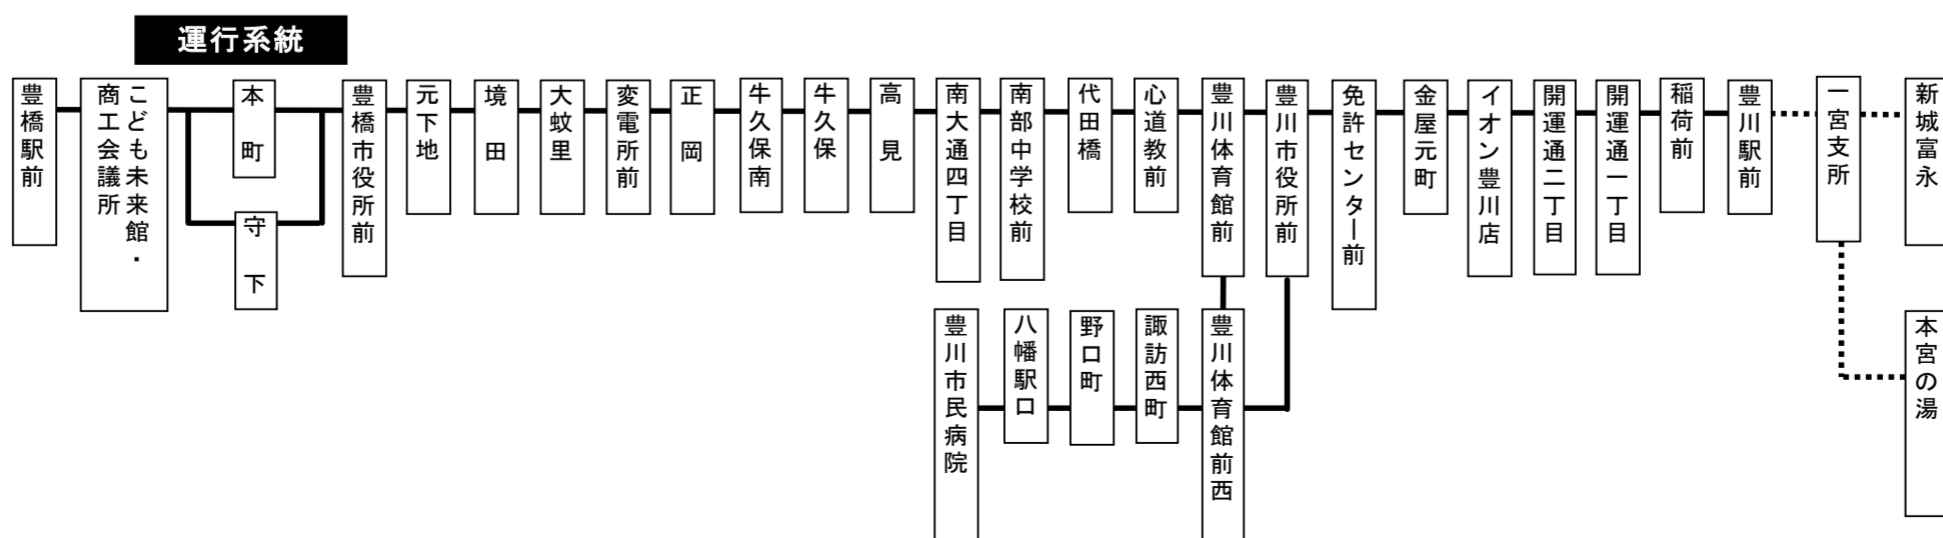 運行系統
豊橋駅前
こども未来館・
商工会議所
本町
守下
豊橋市役所前
元下地
境田
大蚊里
変電所前
正岡
牛久保南
牛久保
高見
南大通四丁目
南部中学校前
代田橋
心道教前
豊川体育館前
豊川市役所前
免許センター前
金屋元町
イオン豊川店
開運通二丁目
開運通一丁目
稲荷前
豊川駅前
一宮支所
新城富永
豊川市民病院
八幡駅口
野口町
諏訪西町
豊川体育館前西
本宮の湯